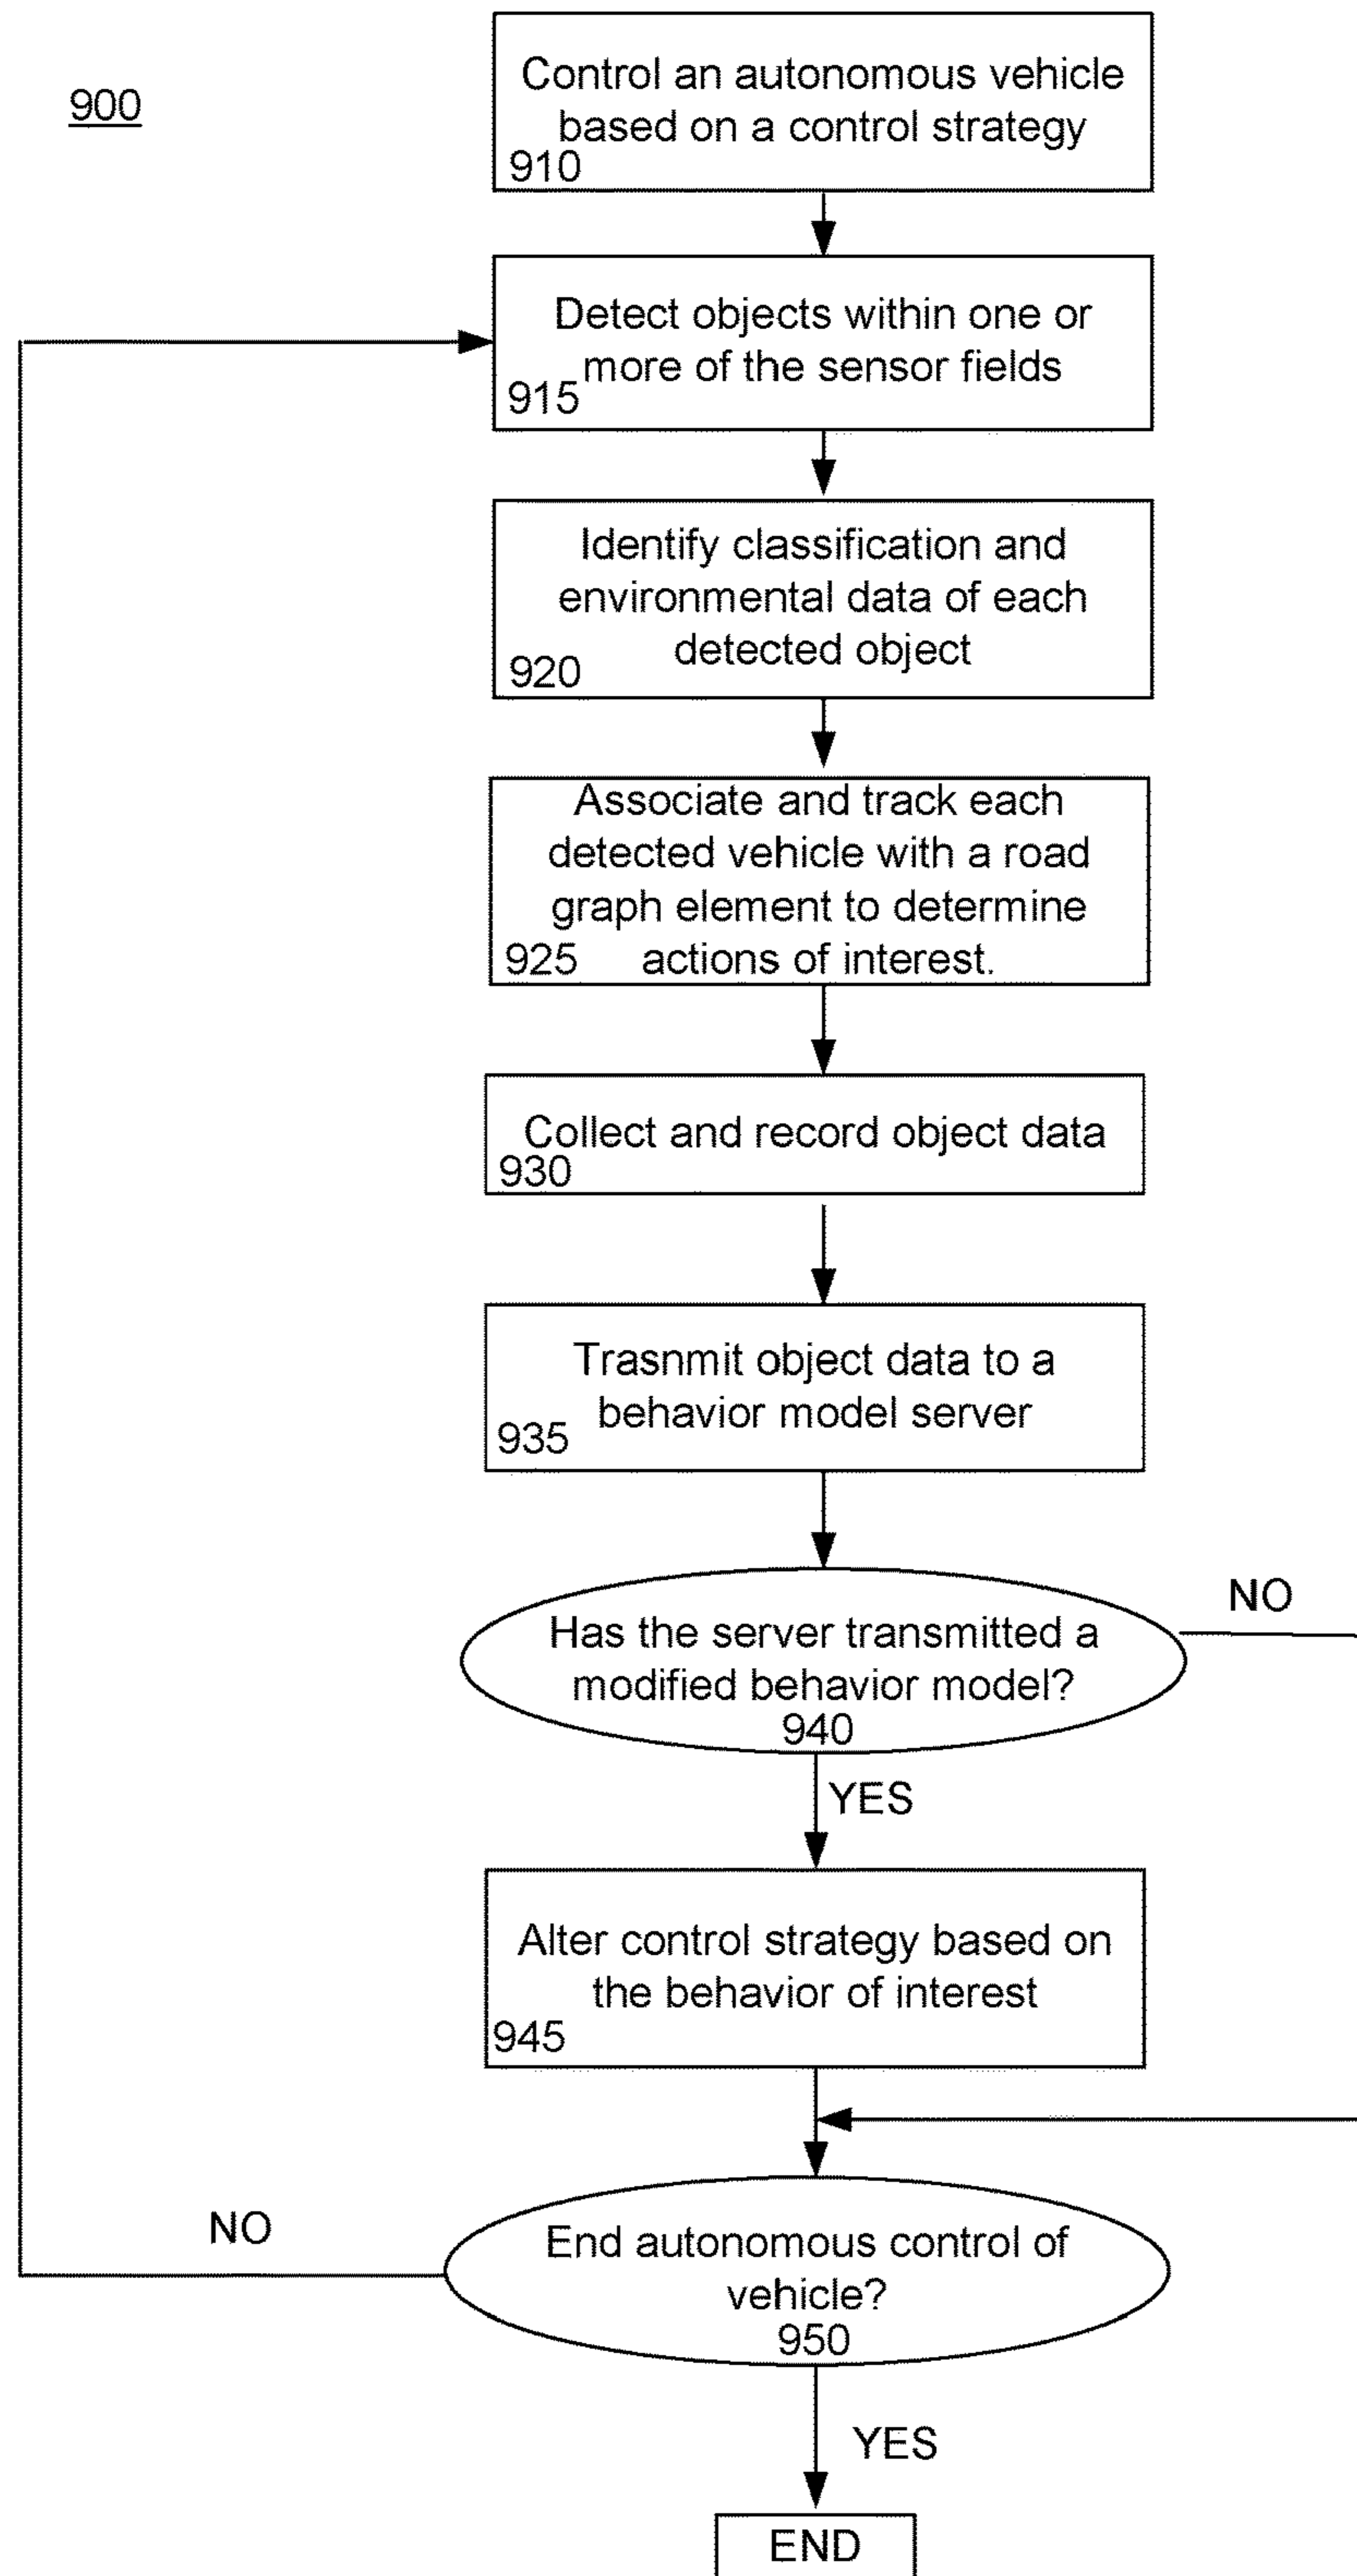 900
Control an autonomous vehicle
based on a control strategy
910
Detect objects within one or
more of the sensor fields
915
Identify classification and
environmental data of each
detected object
920
Associate and track each
detected vehicle with a road
graph element to determine
925 actions of interest.
Collect and record object data
930
Trasnmit object data to a
behavior model server
935
Has the server transmitted a
modified behavior model?
940
NO
YES
Alter control strategy based on
the behavior of interest
945
NO
End autonomous control of
vehicle?
950
YES
END